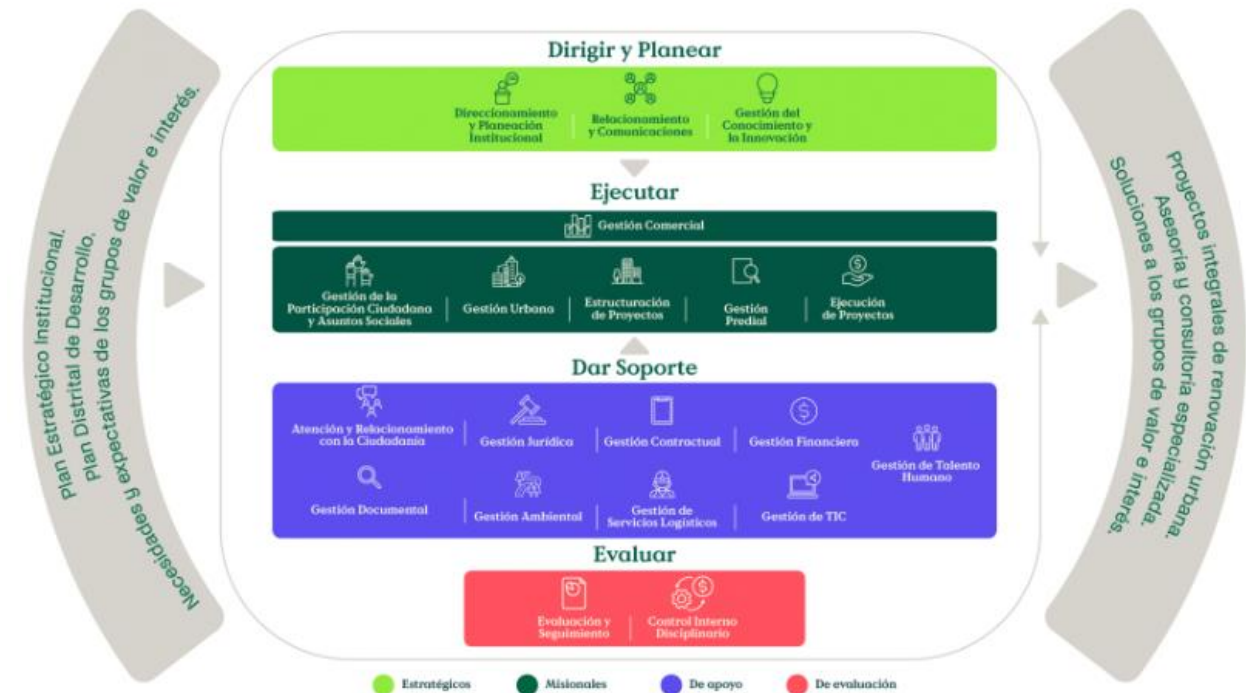 Plan Estratégico Institucional.
Plan Distrital de Desarrollo.
Necesidades y expectativas de los grupos de valor e interés.
Dirigir y Planear
Direccionamiento
y Planeación
Institucional
Relacionamiento
y Comunicaciones
Gestión del
Conocimiento y
la Innovación
Ejecutar
Gestión Comercial
Gestión de la
Participación Ciudadana
y Asuntos Sociales
Gestión Urbana
Estructuración
de Proyectos
Gestión
Predial
Ejecución
de Proyectos
Dar Soporte
Atención y Relacionamiento
con la Ciudadanía
Gestión Jurídica
Gestión Contractual
Gestión Financiera
Gestión de Talento
Humano
Gestión Documental
Gestión Ambiental
Gestión de
Servicios Logísticos
Gestión de TIC
Evaluar
Evaluación y
Seguimiento
Control Interno
Disciplinario
Proyectos integrales de renovación urbana.
Asesoría y consultoría especializada.
Soluciones a los grupos de valor e interés.
Estratégicos
Misionales
De apoyo
De evaluación